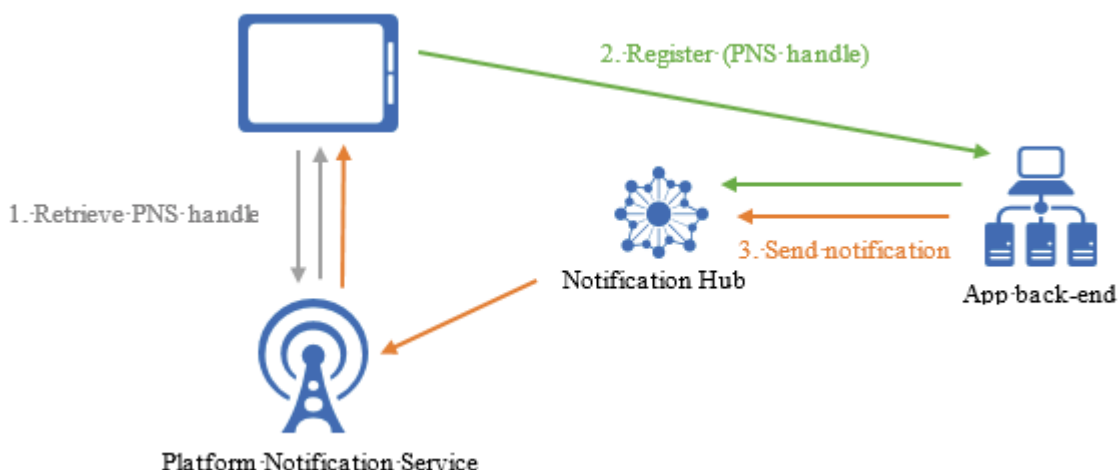 2. Register (PNS handle)
1. Retrieve PNS handle
3. Send notification
Notification Hub
App back-end
Platform Notification Service